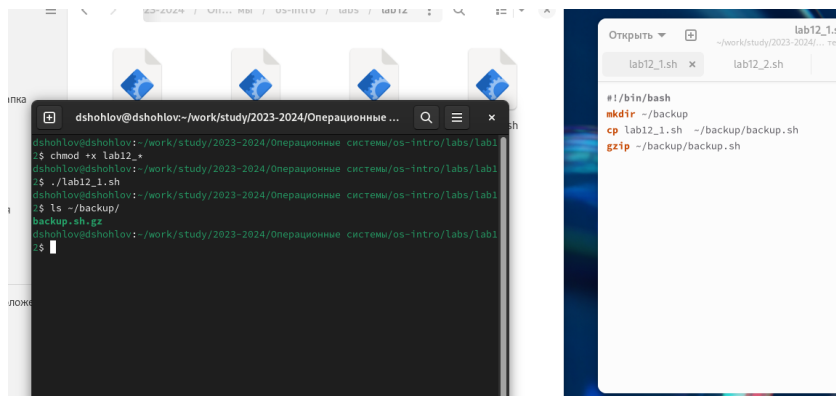 23-2024 / Оп... мы / os-intro / labs / lab12
апка
sh
я
ложе
dshohlov@dshohlov:~/work/study/2023-2024/Операционные ...
dshohlov@dshohlov:~/work/study/2023-2024/Операционные системы/os-intro/labs/lab1
2$ chmod +x lab12_*
dshohlov@dshohlov:~/work/study/2023-2024/Операционные системы/os-intro/labs/lab1
2$ ./lab12_1.sh
dshohlov@dshohlov:~/work/study/2023-2024/Операционные системы/os-intro/labs/lab1
2$ ls ~/backup/
backup.sh.gz
dshohlov@dshohlov:~/work/study/2023-2024/Операционные системы/os-intro/labs/lab1
2$
Открыть
lab12_1.s
~/work/study/2023-2024/... те
lab12_1.sh
lab12_2.sh
#!/bin/bash
mkdir ~/backup
cp lab12_1.sh  ~/backup/backup.sh
gzip ~/backup/backup.sh